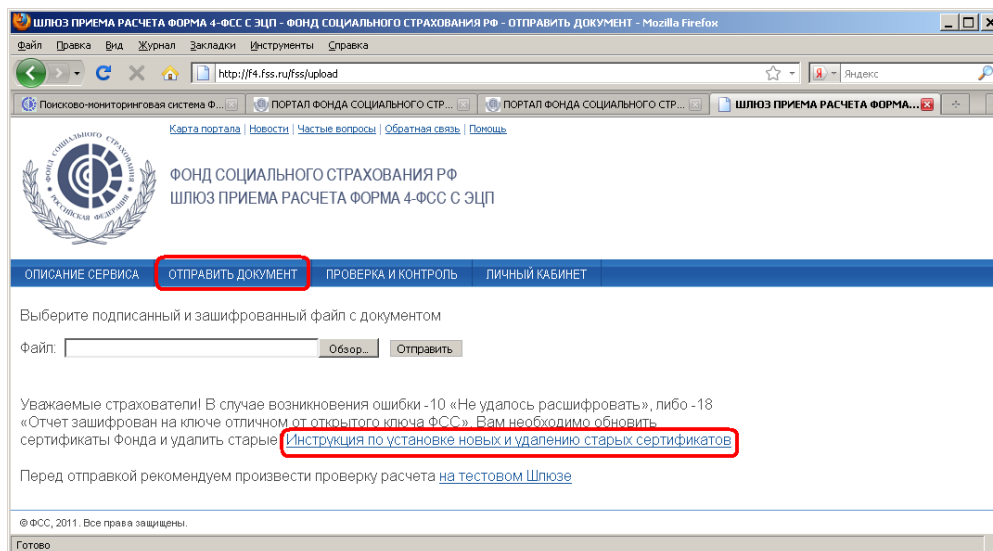 ШЛЮЗ ПРИЕМА РАСЧЕТА ФОРМА 4-ФСС С ЭЦП - ФОНД СОЦИАЛЬНОГО СТРАХОВАНИЯ РФ - ОТПРАВИТЬ ДОКУМЕНТ - Mozilla Firefox
Файл Правка Вид Журнал Закладки Инструменты Справка
http://f4.fss.ru/fss/upload Я Яндекс
Поисково-мониторинговая система Ф... ПОРТАЛ ФОНДА СОЦИАЛЬНОГО СТР... ПОРТАЛ ФОНДА СОЦИАЛЬНОГО СТР... ШЛЮЗ ПРИЕМА РАСЧЕТА ФОРМА...
Карта портала | Новости | Частые вопросы | Обратная связь | Помощь
ФОНД СОЦИАЛЬНОГО СТРАХОВАНИЯ
РОССИЙСКАЯ ФЕДЕРАЦИЯ
ФОНД СОЦИАЛЬНОГО СТРАХОВАНИЯ РФ
ШЛЮЗ ПРИЕМА РАСЧЕТА ФОРМА 4-ФСС С ЭЦП
ОПИСАНИЕ СЕРВИСА ОТПРАВИТЬ ДОКУМЕНТ ПРОВЕРКА И КОНТРОЛЬ ЛИЧНЫЙ КАБИНЕТ
Выберите подписанный и зашифрованный файл с документом
Файл: Обзор... Отправить
Уважаемые страхователи! В случае возникновения ошибки -10 «Не удалось расшифровать», либо -18
«Отчет зашифрован на ключе отличном от открытого ключа ФСС», Вам необходимо обновить
сертификаты Фонда и удалить старые Инструкция по установке новых и удалению старых сертификатов
Перед отправкой рекомендуем произвести проверку расчета на тестовом Шлюзе
© ФСС, 2011. Все права защищены.
Готово